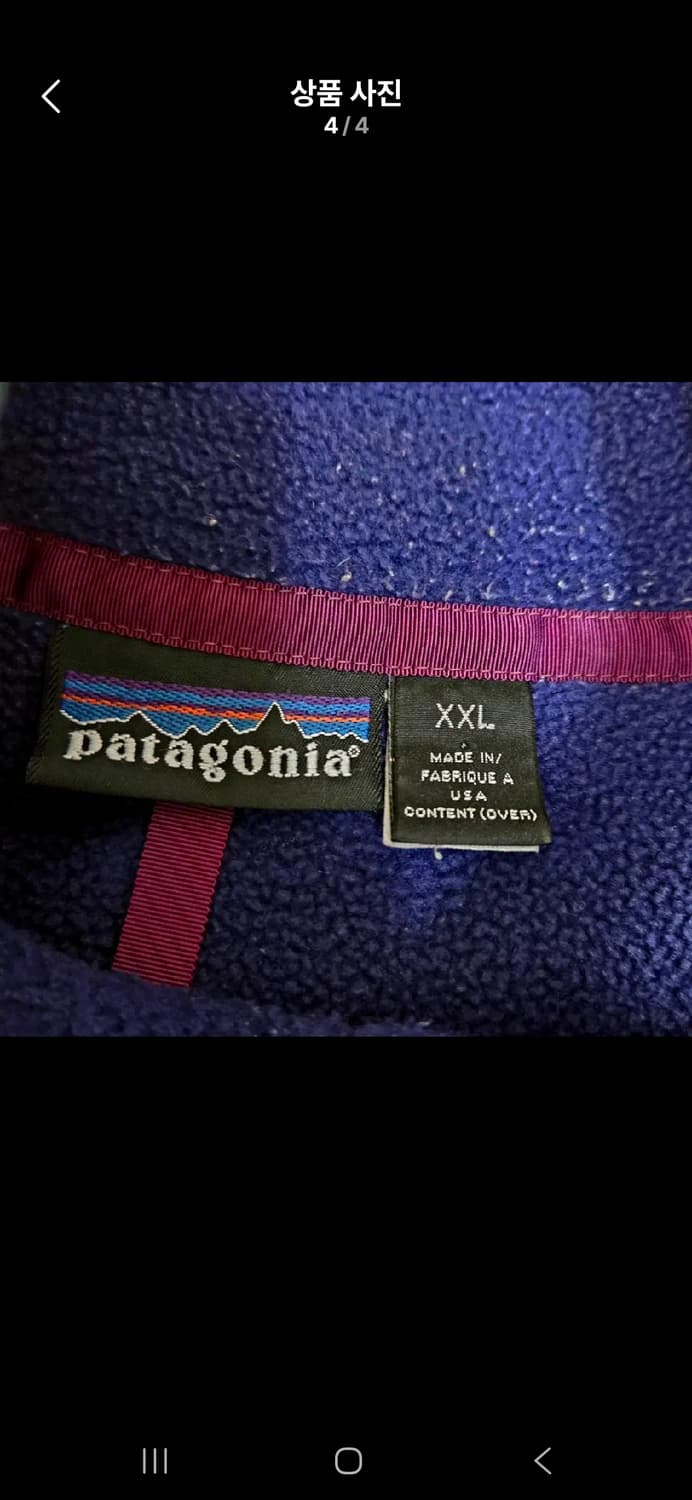 상품 사진
4/4
patagonia®
XXL
MADE IN/
FABRIQUE A
USA
CONTENT (OVER)